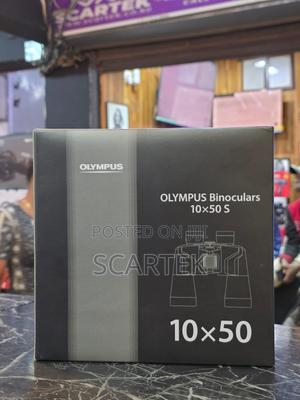 SCARTEK
OLYMPUS
OLYMPUS Binoculars
10×50 S
POSTED ON
SCARTEK
10×50